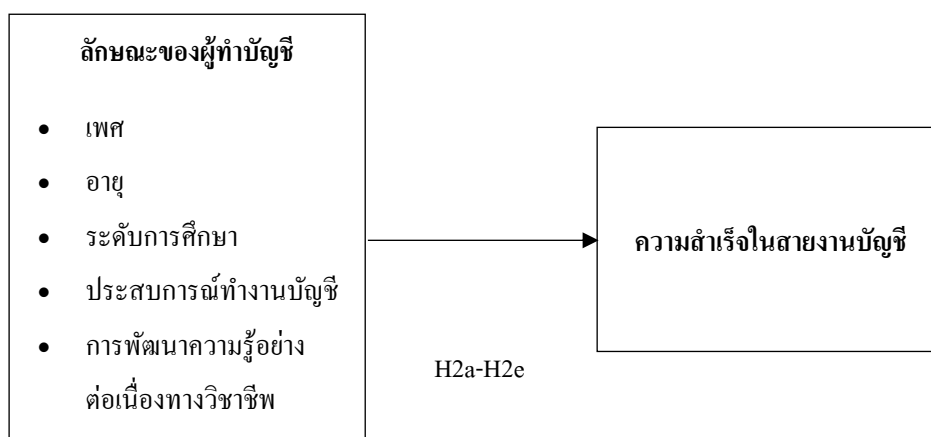 ลักษณะของผู้ทำบัญชี
• เพศ
• อายุ
• ระดับการศึกษา
• ประสบการณ์ทำงานบัญชี
• การพัฒนาความรู้อย่าง
ต่อเนื่องทางวิชาชีพ
H2a-H2e
ความสำเร็จในสายงานบัญชี